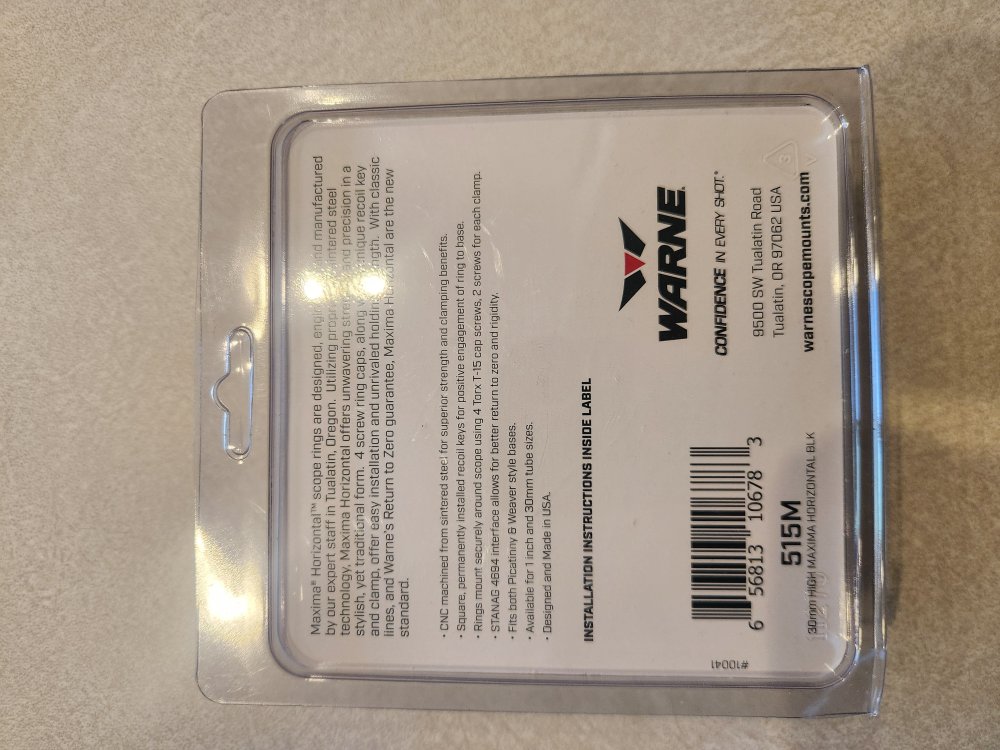 Maxima® Horizontal™ scope rings are designed, and manufactured
by our expert staff in Tualatin, Oregon. Utilizing steel
technology, Maxima Horizontal offers unwavering and precision in a
stylish, yet traditional form. 4 screw ring caps, along recoil key
and clamp, offer easy installation and unrivaled holding With classic
lines, and Warne's Return to Zero guarantee, Maxima Horizontal are the new
standard.
· CNC machined from sintered steel for superior strength and clamping benefits.
· Square, permanently installed recoil keys for positive engagement of ring to base.
· Rings mount securely around scope using 4 Torx T-15 cap screws, 2 screws for each clamp.
· STANAG 4694 interface allows for better return to zero and rigidity.
· Fits both Picatinny & Weaver style bases.
· Available for 1 inch and 30mm tube sizes.
· Designed and Made in USA.
INSTALLATION INSTRUCTIONS INSIDE LABEL
WARNE®
CONFIDENCE IN EVERY SHOT.®
9500 SW Tualatin Road
Tualatin, OR 97062 USA
warnescopemounts.com
6 56813 10678 3
515M
30mm HIGH MAXIMA HORIZONTAL BLK
#10041
3
V